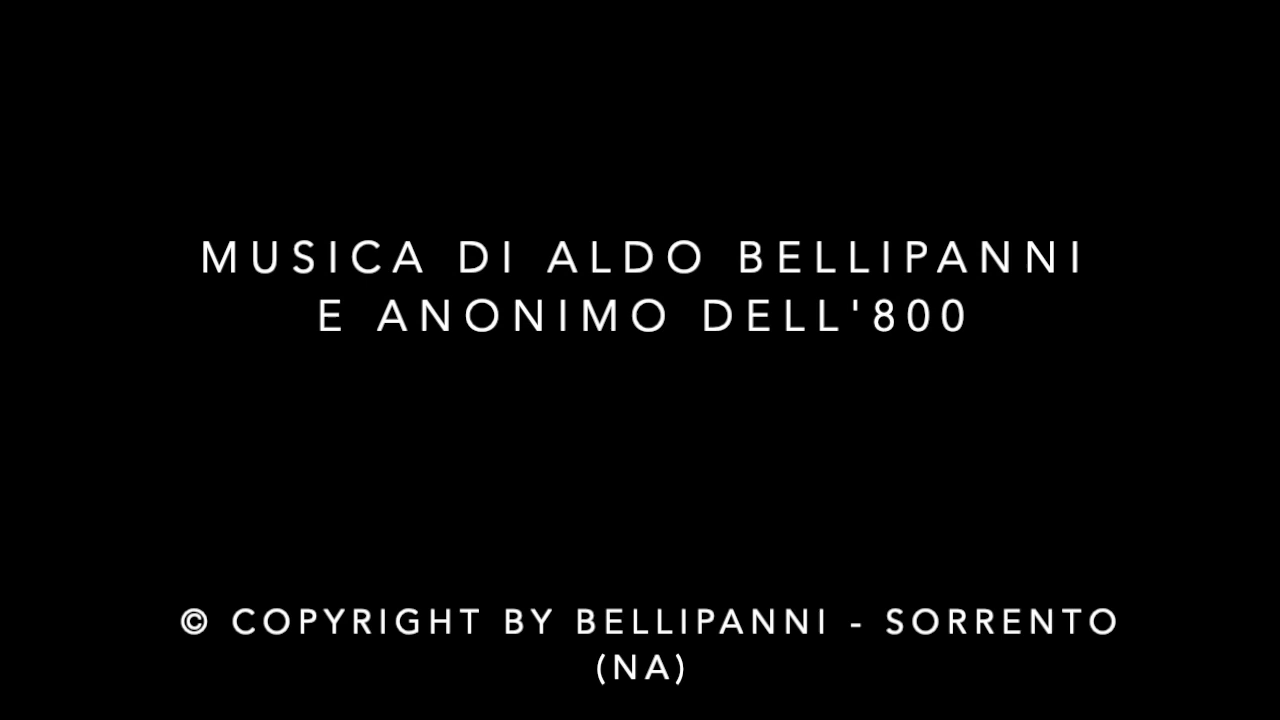 MUSICA DI ALDO BELLIPANNI
E ANONIMO DELL'800
© COPYRIGHT BY BELLIPANNI - SORRENTO
(NA)